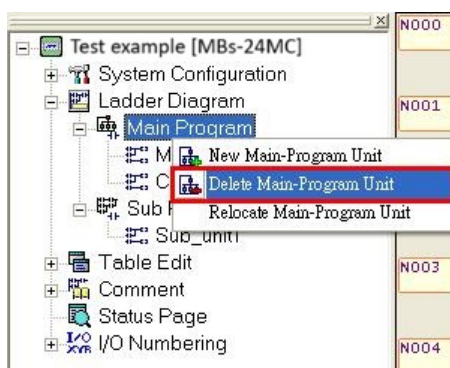 Test example [MBs-24MC]
System Configuration
Ladder Diagram
Main Program
M
New Main-Program Unit
C
Delete Main-Program Unit
Sub
Relocate Main-Program Unit
Sub_unit1
Table Edit
Comment
Status Page
I/O Numbering
N000
N001
N003
N004